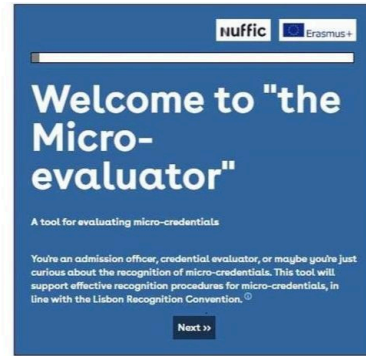 Nuffic Erasmus+
Welcome to "the
Micro-
evaluator"
A tool for evaluating micro-credentials
You're an admission officer, credential evaluator, or maybe you're just
curious about the recognition of micro-credentials. This tool will
support effective recognition procedures for micro-credentials, in
line with the Lisbon Recognition Convention. ⓘ
Next »